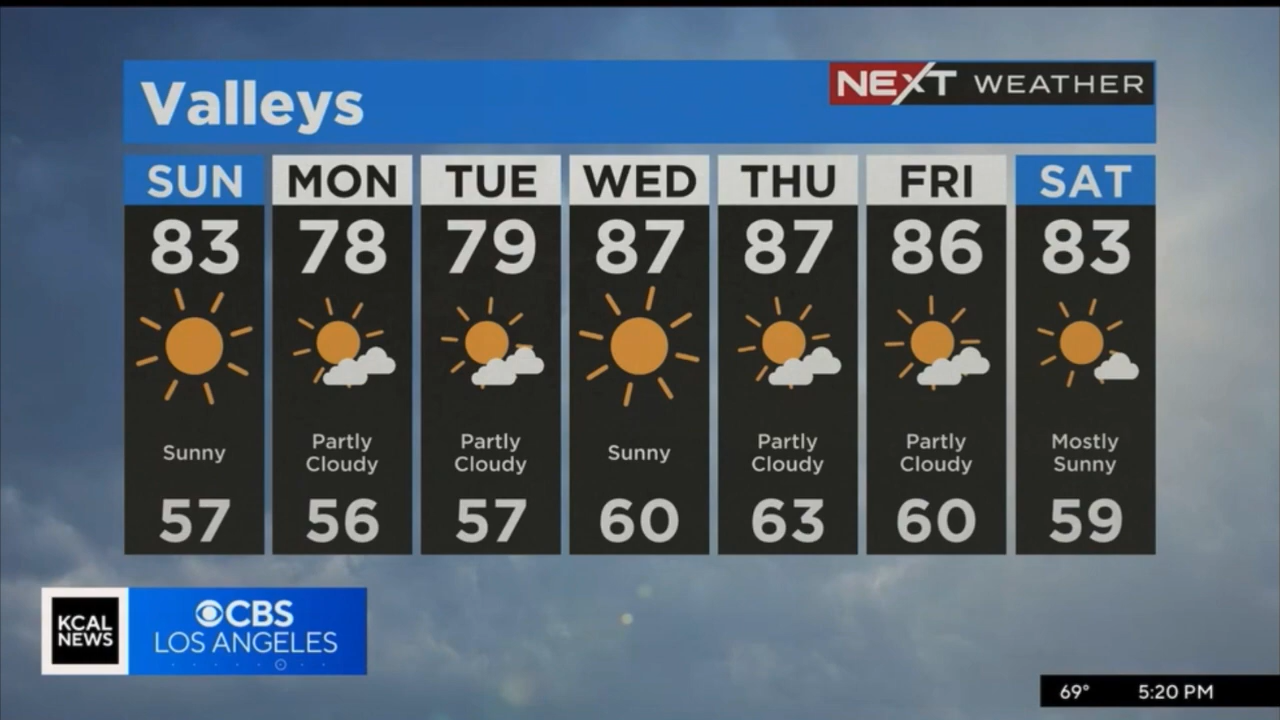 Valleys
NEXT WEATHER
SUN MON TUE WED THU FRI SAT
83 78 79 87 87 86 83
Sunny
Partly
Cloudy
Partly
Cloudy
Sunny
Partly
Cloudy
Partly
Cloudy
Mostly
Sunny
57 56 57 60 63 60 59
KCAL
NEWS
CBS
LOS ANGELES
69° 5:20 PM